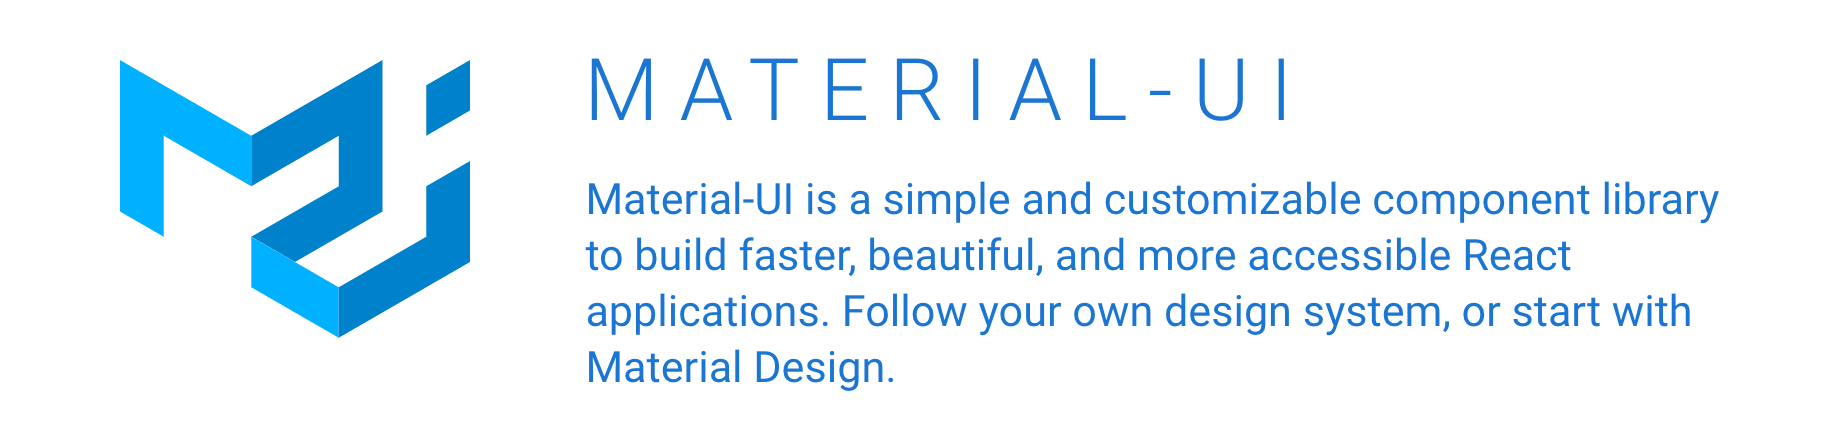 MATERIAL-UI
Material-UI is a simple and customizable component library
to build faster, beautiful, and more accessible React
applications. Follow your own design system, or start with
Material Design.